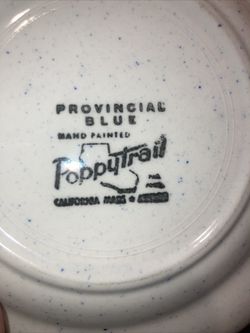 PROVINCIAL
BLUE
HAND PAINTED
Poppytrail
CALIFORNIA MADE